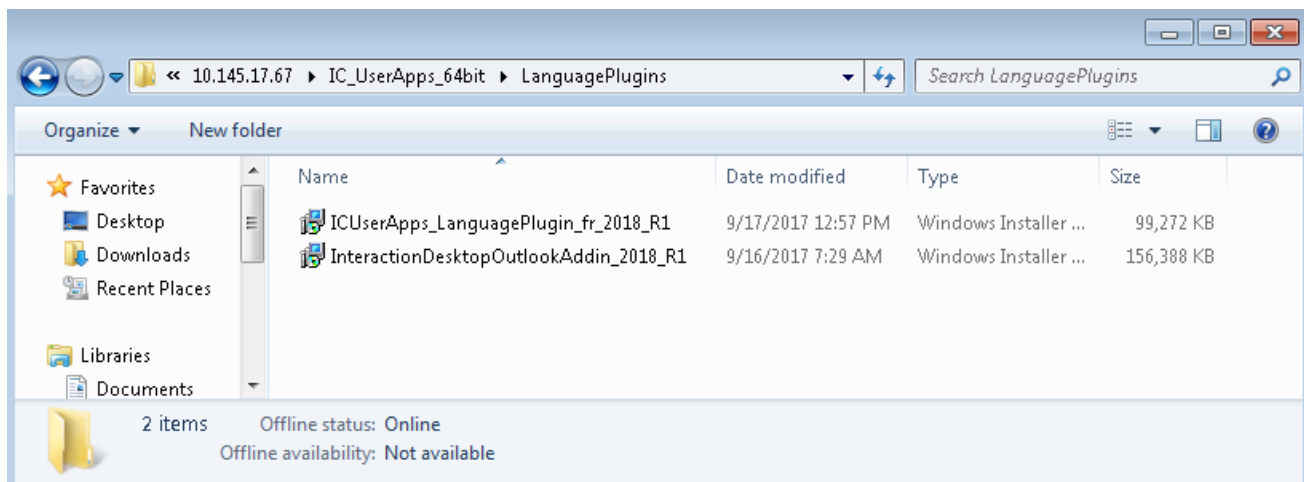 « 10.145.17.67 ▸ IC_UserApps_64bit ▸ LanguagePlugins Search LanguagePlugins
Organize New folder
Favorites
Desktop
Downloads
Recent Places
Libraries
Documents
Name Date modified Type Size
ICUserApps_LanguagePlugin_fr_2018_R1 9/17/2017 12:57 PM Windows Installer ... 99,272 KB
InteractionDesktopOutlookAddin_2018_R1 9/16/2017 7:29 AM Windows Installer ... 156,388 KB
2 items Offline status: Online
Offline availability: Not available